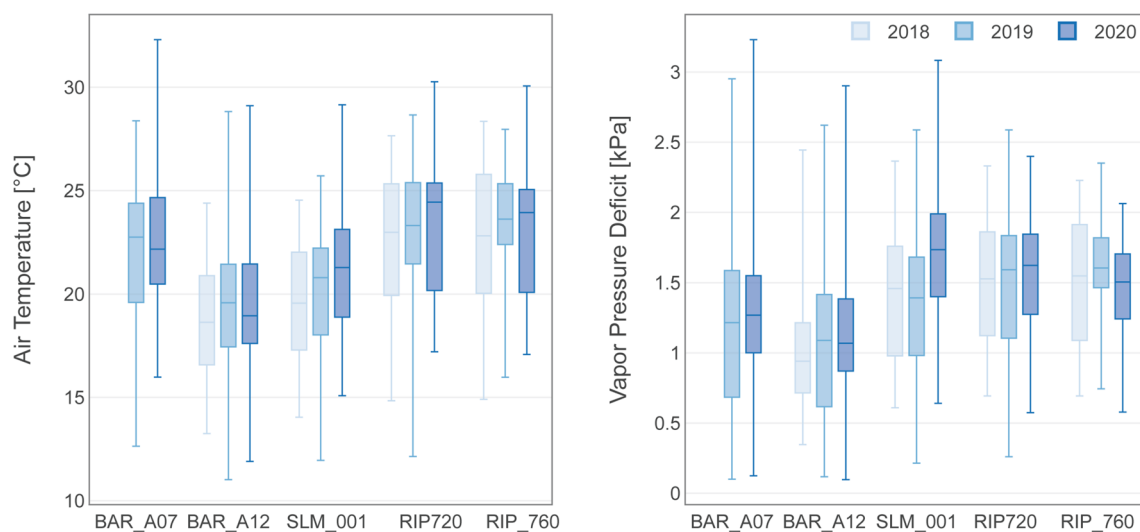 Air Temperature [°C]
30
25
20
15
10
BAR_A07 BAR_A12 SLM_001 RIP720 RIP_760
Vapor Pressure Deficit [kPa]
2018 2019 2020
3
2.5
2
1.5
1
0.5
0
BAR_A07 BAR_A12 SLM_001 RIP720 RIP_760